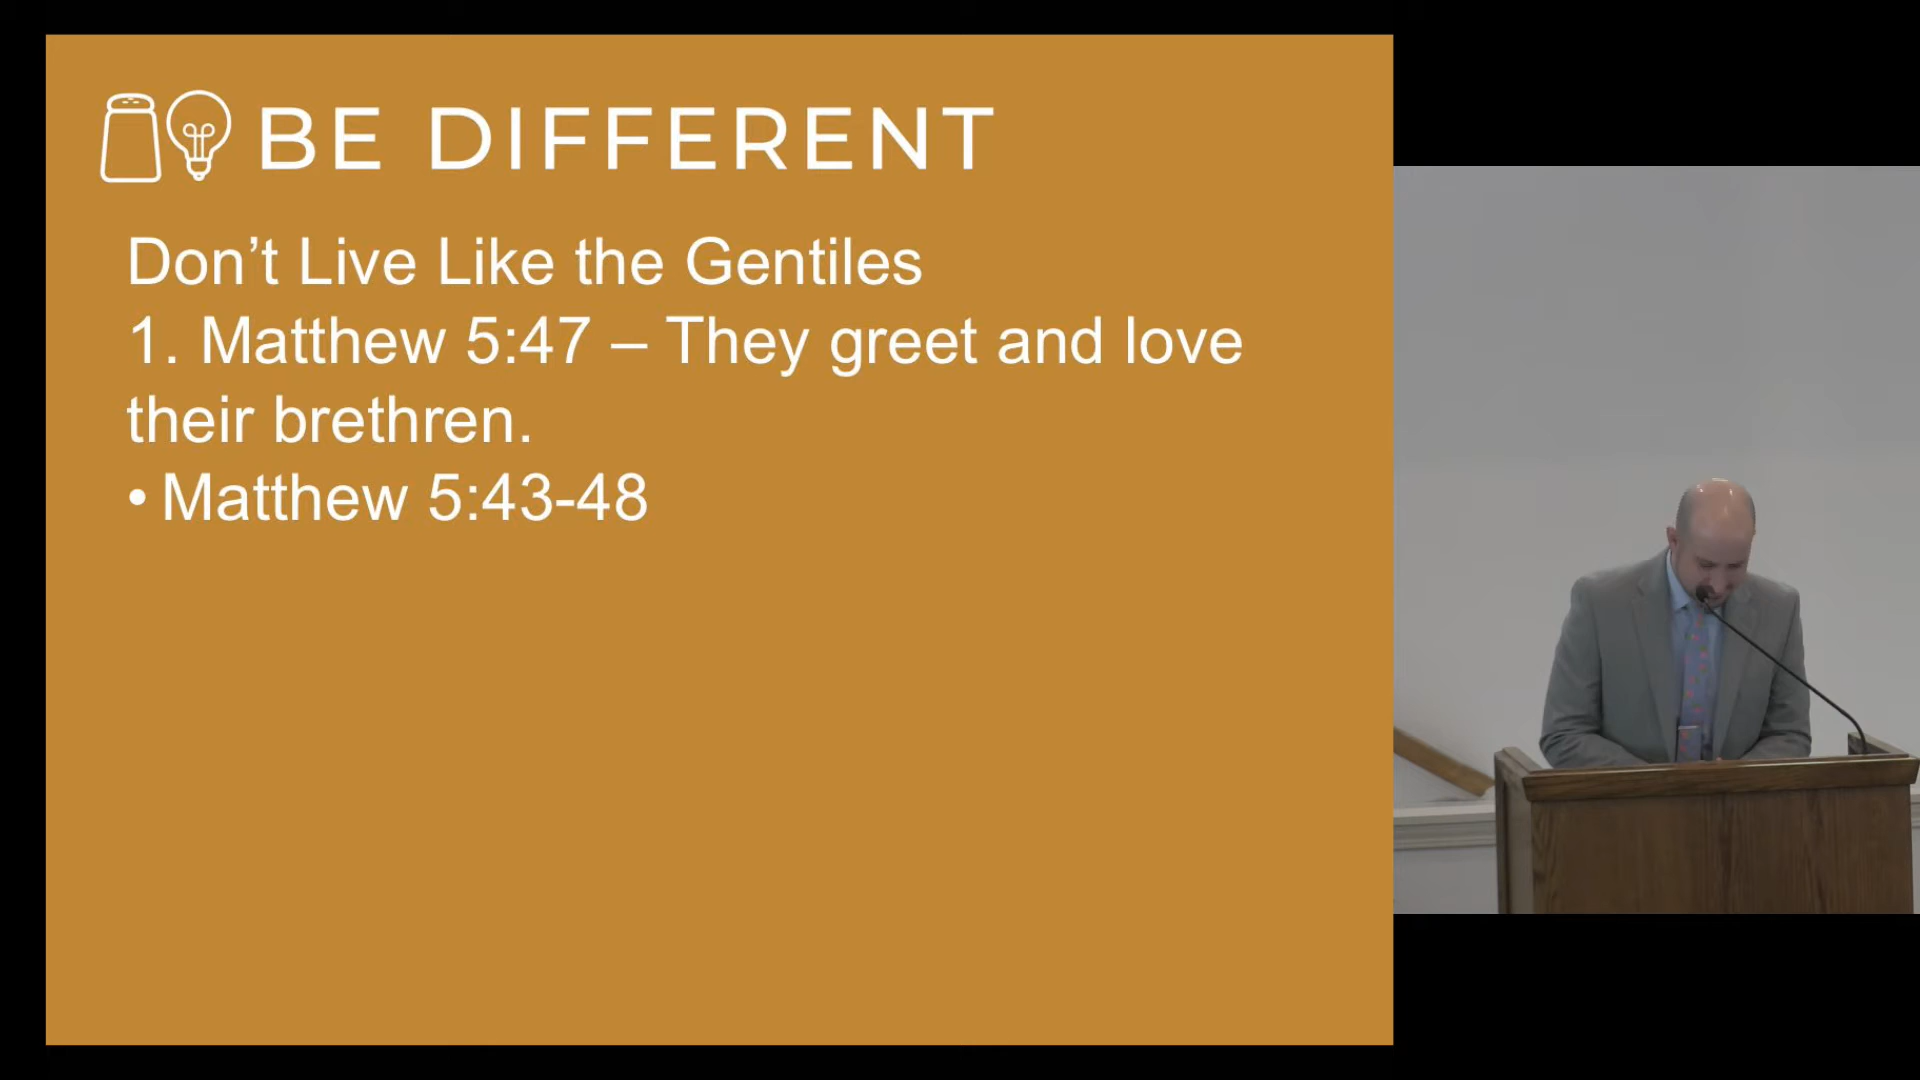 BE DIFFERENT
Don’t Live Like the Gentiles
1. Matthew 5:47 – They greet and love
their brethren.
• Matthew 5:43-48